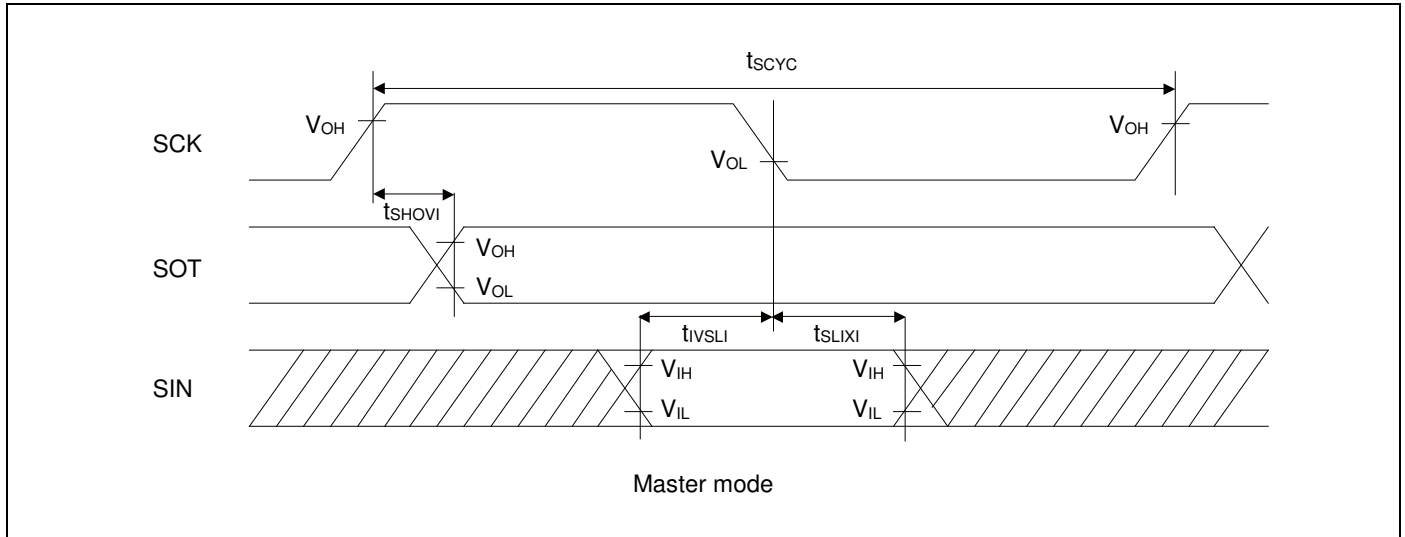 tSCYC
SCK
VOH
VOL
VOH
tSHOVI
SOT
VOH
VOL
tIVSLI
tSLIXI
SIN
VIH
VIH
VIL
VIL
Master mode